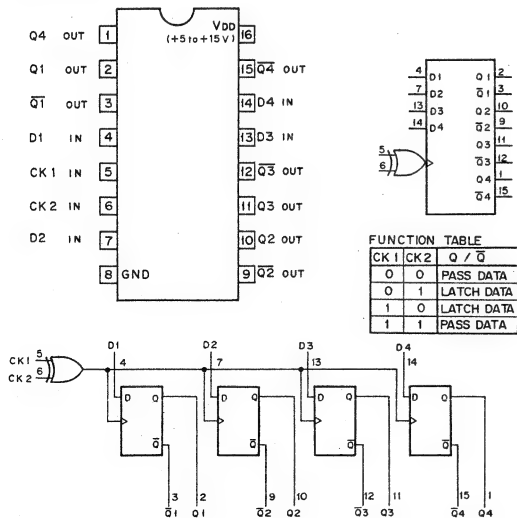 Q4 OUT 1 VDD 16
(+5 to +15V)
Q1 OUT 2 15 Q̅4 OUT
Q̅1 OUT 3 14 D4 IN
D1 IN 4 13 D3 IN
CK1 IN 5 12 Q̅3 OUT
CK2 IN 6 11 Q3 OUT
D2 IN 7 10 Q2 OUT
8 GND 9 Q̅2 OUT
4 D1 Q1 2
7 D2 Q̅1 3
13 D3 Q2 10
14 D4 Q̅2 9
Q3 11
5 Q̅3 12
6 Q4 1
Q̅4 15
FUNCTION TABLE
CK 1 CK2 Q / Q̅
0 0 PASS DATA
0 1 LATCH DATA
1 0 LATCH DATA
1 1 PASS DATA
D1 D2 D3 D4
CK1 5 4 7 13 14
CK2 6
D Q D Q D Q D Q
Q̅ Q̅ Q̅ Q̅
3 2 9 10 12 11 15 1
Q̅1 Q1 Q̅2 Q2 Q̅3 Q3 Q̅4 Q4